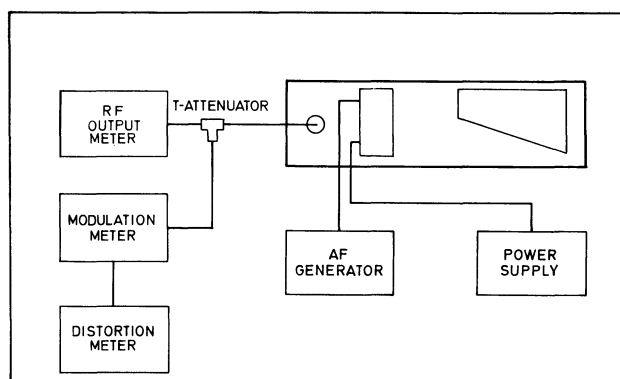 RF
OUTPUT
METER
T-ATTENUATOR
MODULATION
METER
AF
GENERATOR
POWER
SUPPLY
DISTORTION
METER